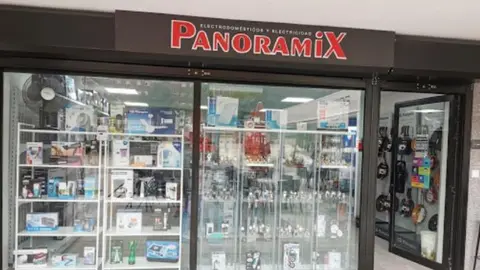 ELECTRODOMÉSTICOS Y ELECTRICIDAD
PANORAMIX